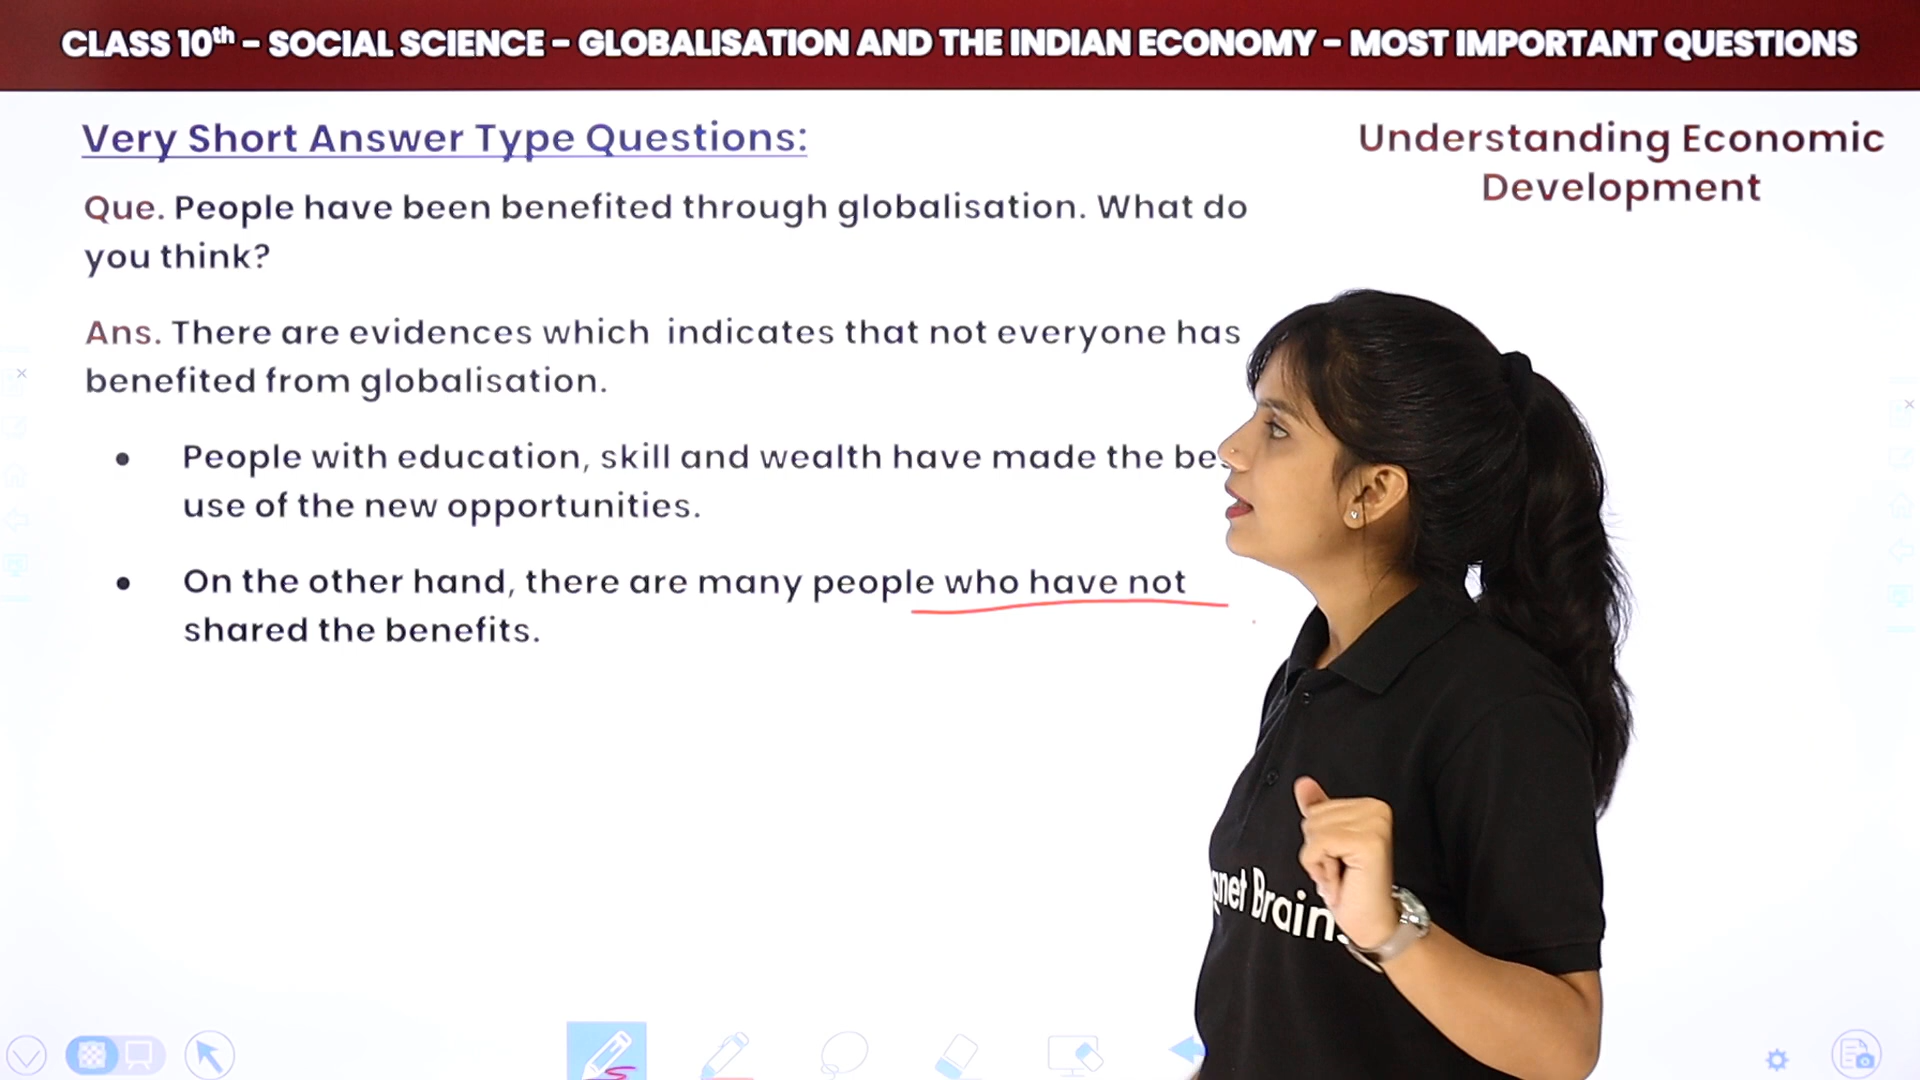 CLASS 10th - SOCIAL SCIENCE - GLOBALISATION AND THE INDIAN ECONOMY - MOST IMPORTANT QUESTIONS
Very Short Answer Type Questions:
Understanding Economic
Development
Que. People have been benefited through globalisation. What do
you think?
Ans. There are evidences which indicates that not everyone has
benefited from globalisation.
• People with education, skill and wealth have made the
use of the new opportunities.
• On the other hand, there are many people who have not
shared the benefits.
Brain